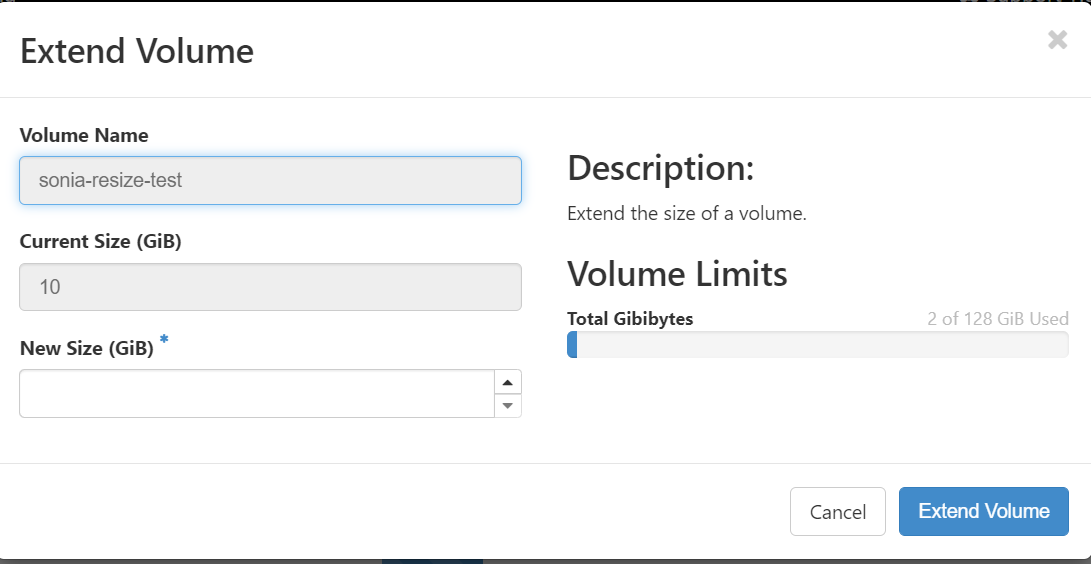 Extend Volume
Volume Name
sonia-resize-test
Current Size (GiB)
10
New Size (GiB) *
Description:
Extend the size of a volume.
Volume Limits
Total Gibibytes 2 of 128 GiB Used
Cancel Extend Volume